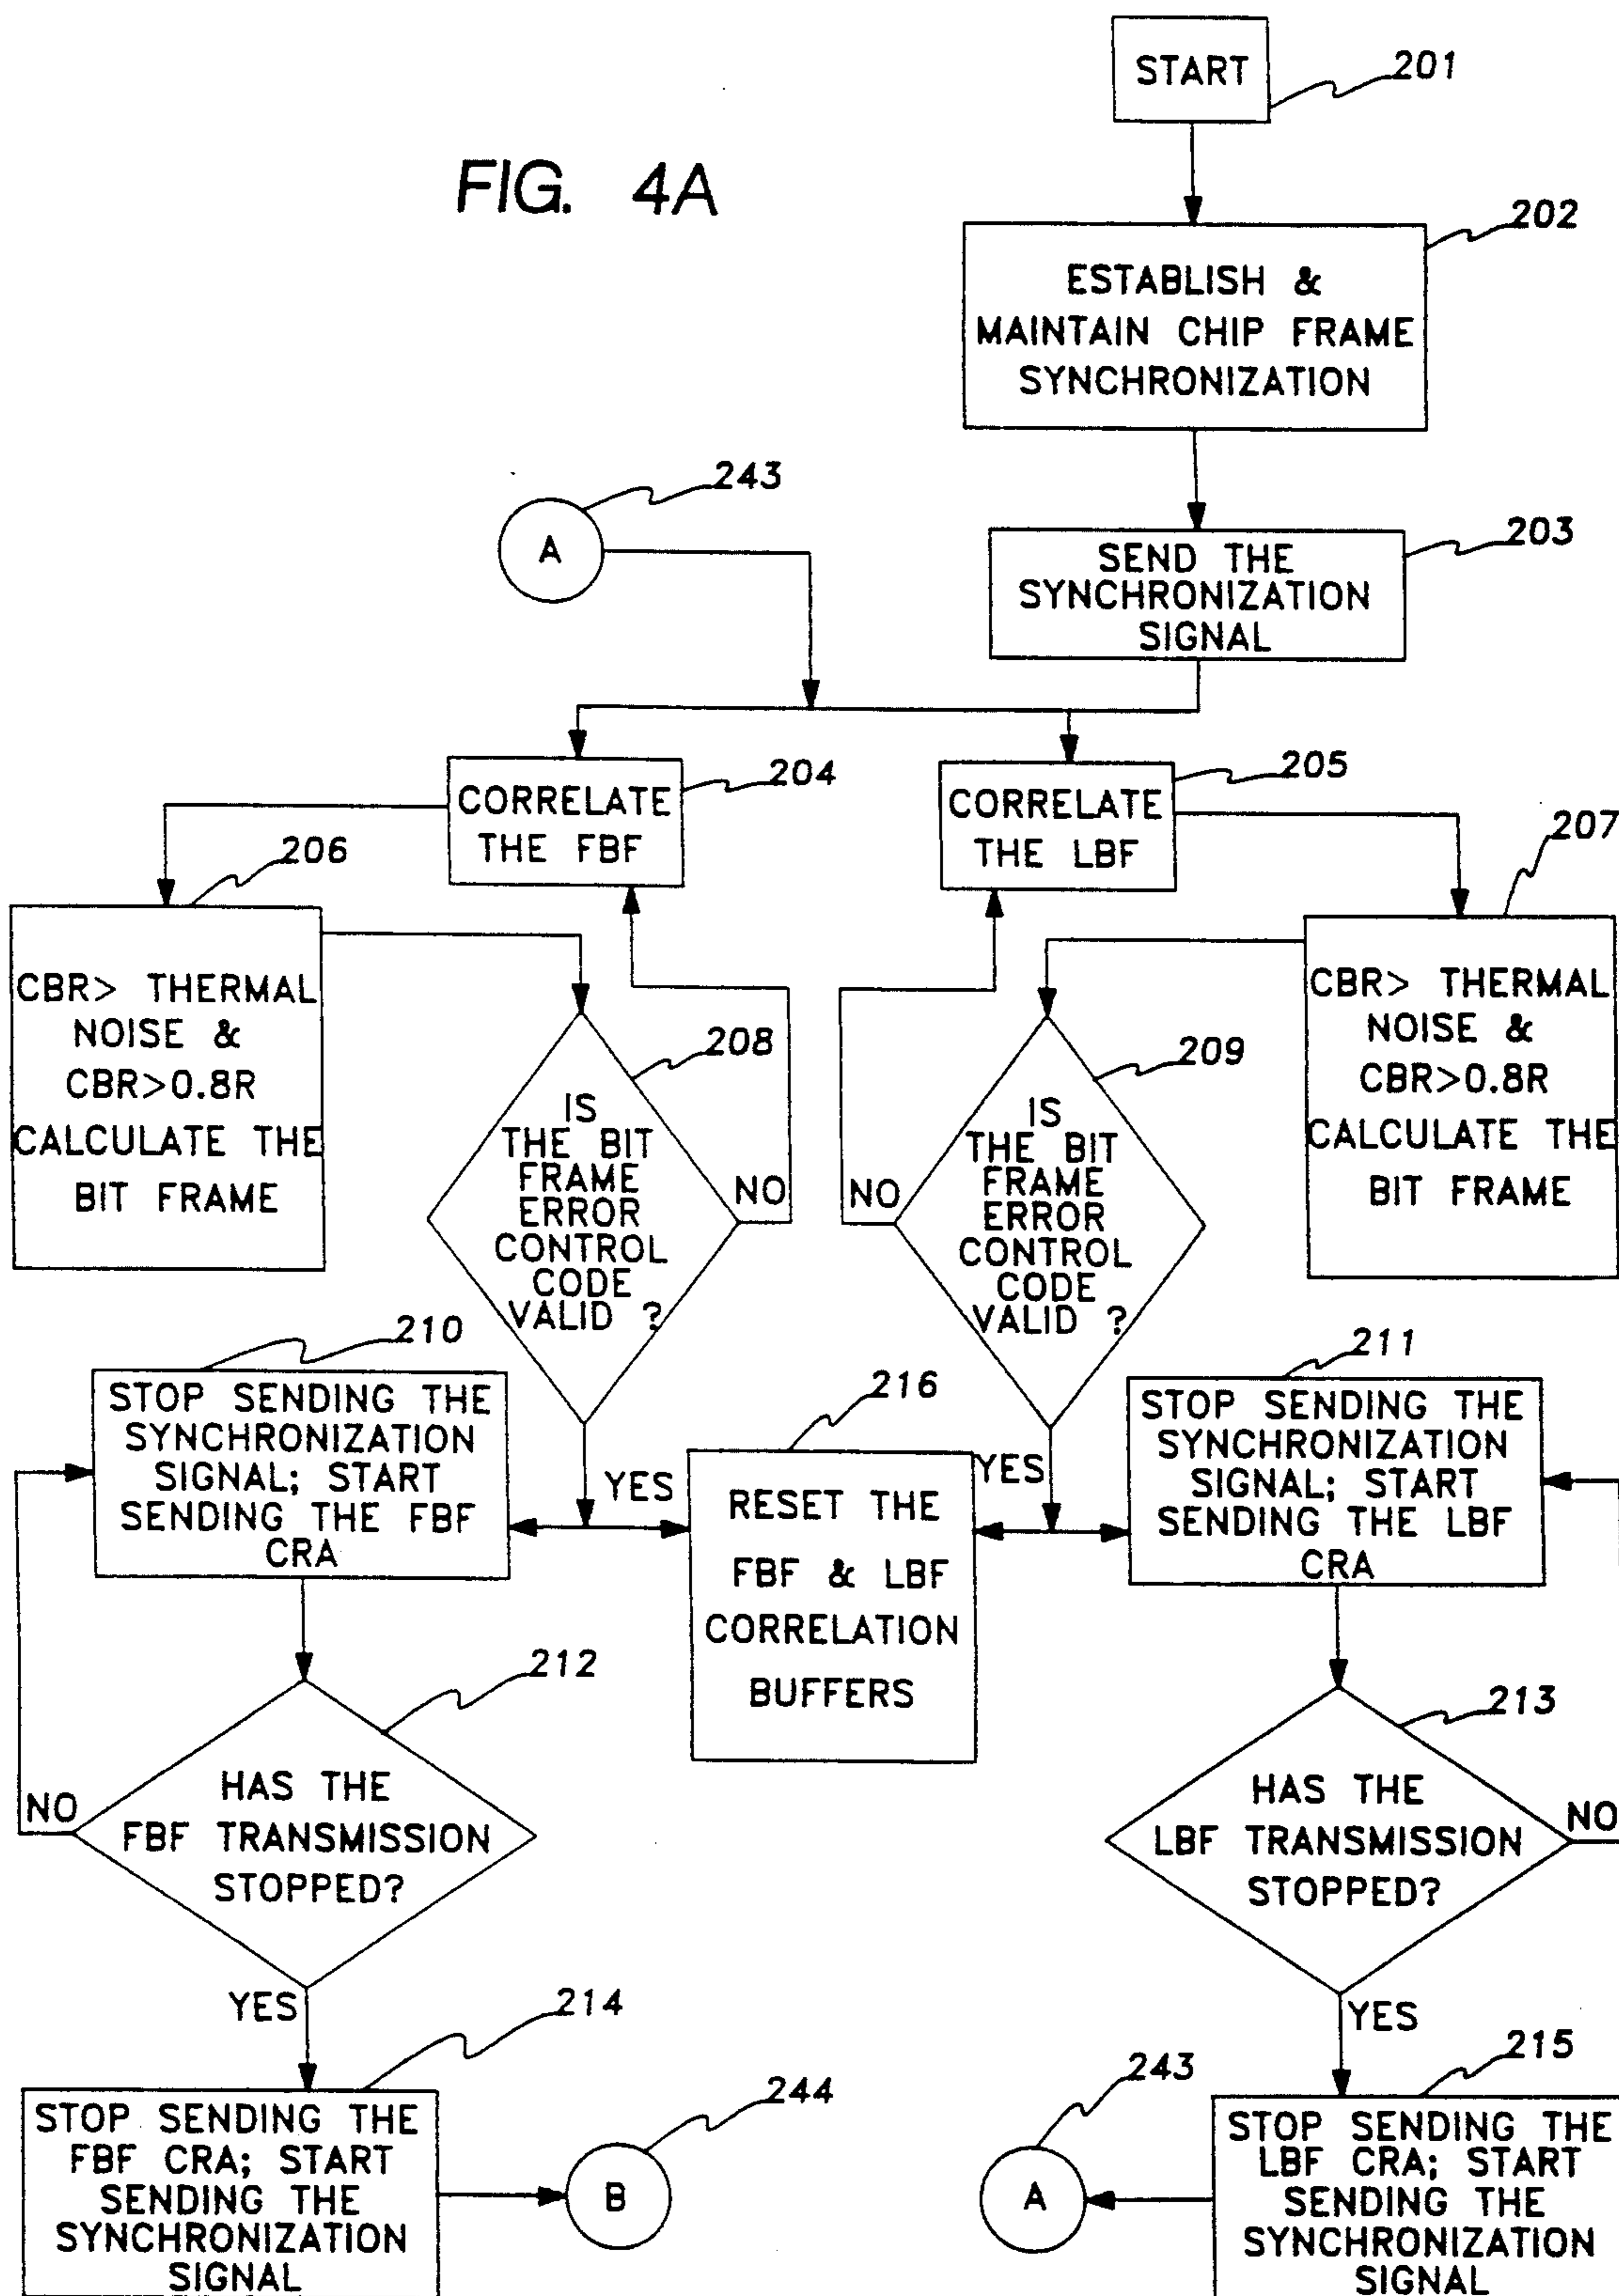 START
201
FIG. 4A
202
ESTABLISH &
MAINTAIN CHIP FRAME
SYNCHRONIZATION
243
A
203
SEND THE
SYNCHRONIZATION
SIGNAL
204
CORRELATE
THE FBF
205
CORRELATE
THE LBF
206
CBR> THERMAL
NOISE &
CBR>0.8R
CALCULATE THE
BIT FRAME
207
CBR> THERMAL
NOISE &
CBR>0.8R
CALCULATE THE
BIT FRAME
208
IS
THE BIT
FRAME
ERROR
CONTROL
CODE
VALID ?
NO
209
IS
THE BIT
FRAME
ERROR
CONTROL
CODE
VALID ?
NO
210
STOP SENDING THE
SYNCHRONIZATION
SIGNAL; START
SENDING THE FBF
CRA
YES
216
RESET THE
FBF & LBF
CORRELATION
BUFFERS
YES
211
STOP SENDING THE
SYNCHRONIZATION
SIGNAL; START
SENDING THE LBF
CRA
212
HAS THE
FBF TRANSMISSION
STOPPED?
NO
213
HAS THE
LBF TRANSMISSION
STOPPED?
NO
YES
214
STOP SENDING THE
FBF CRA; START
SENDING THE
SYNCHRONIZATION
SIGNAL
244
B
243
A
YES
215
STOP SENDING THE
LBF CRA; START
SENDING THE
SYNCHRONIZATION
SIGNAL